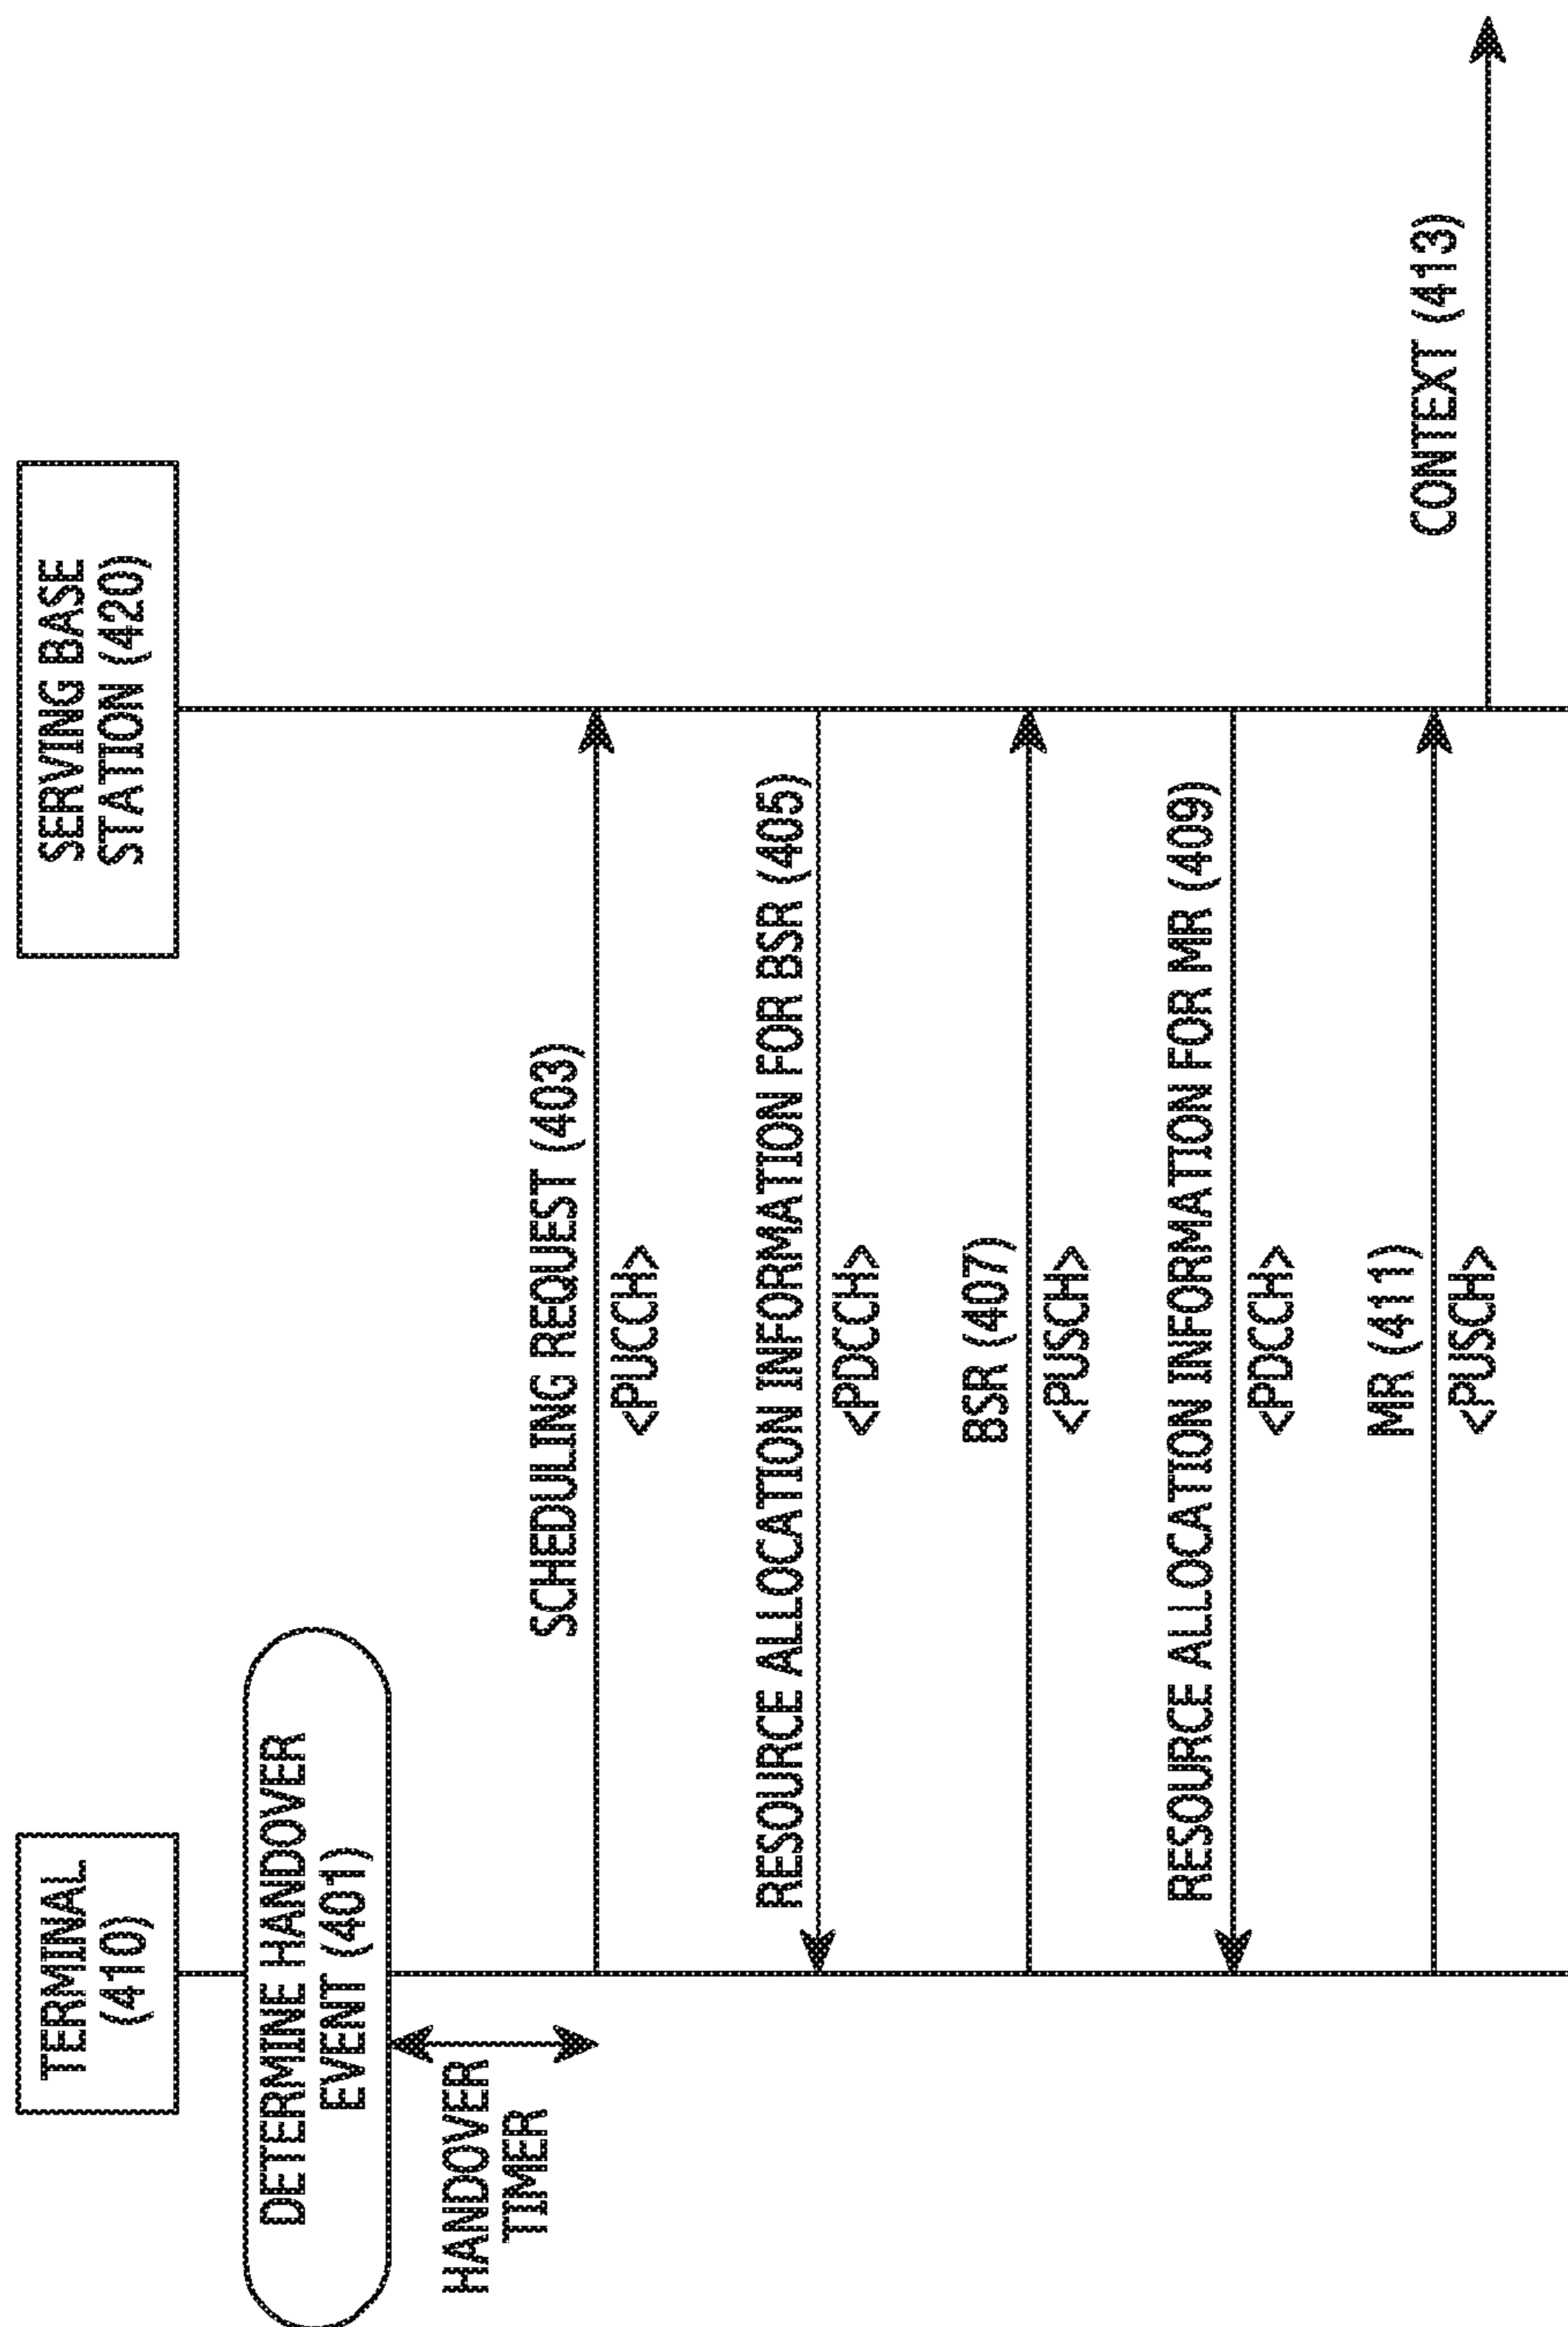 TERMINAL
(410)
SERVING BASE
STATION (420)
DETERMINE HANDOVER
EVENT (401)
HANDOVER
TIMER
SCHEDULING REQUEST (403)
<PUCCH>
RESOURCE ALLOCATION INFORMATION FOR BSR (405)
<PDCCH>
BSR (407)
<PUSCH>
RESOURCE ALLOCATION INFORMATION FOR MR (409)
<PDCCH>
MR (411)
<PUSCH>
CONTEXT (413)